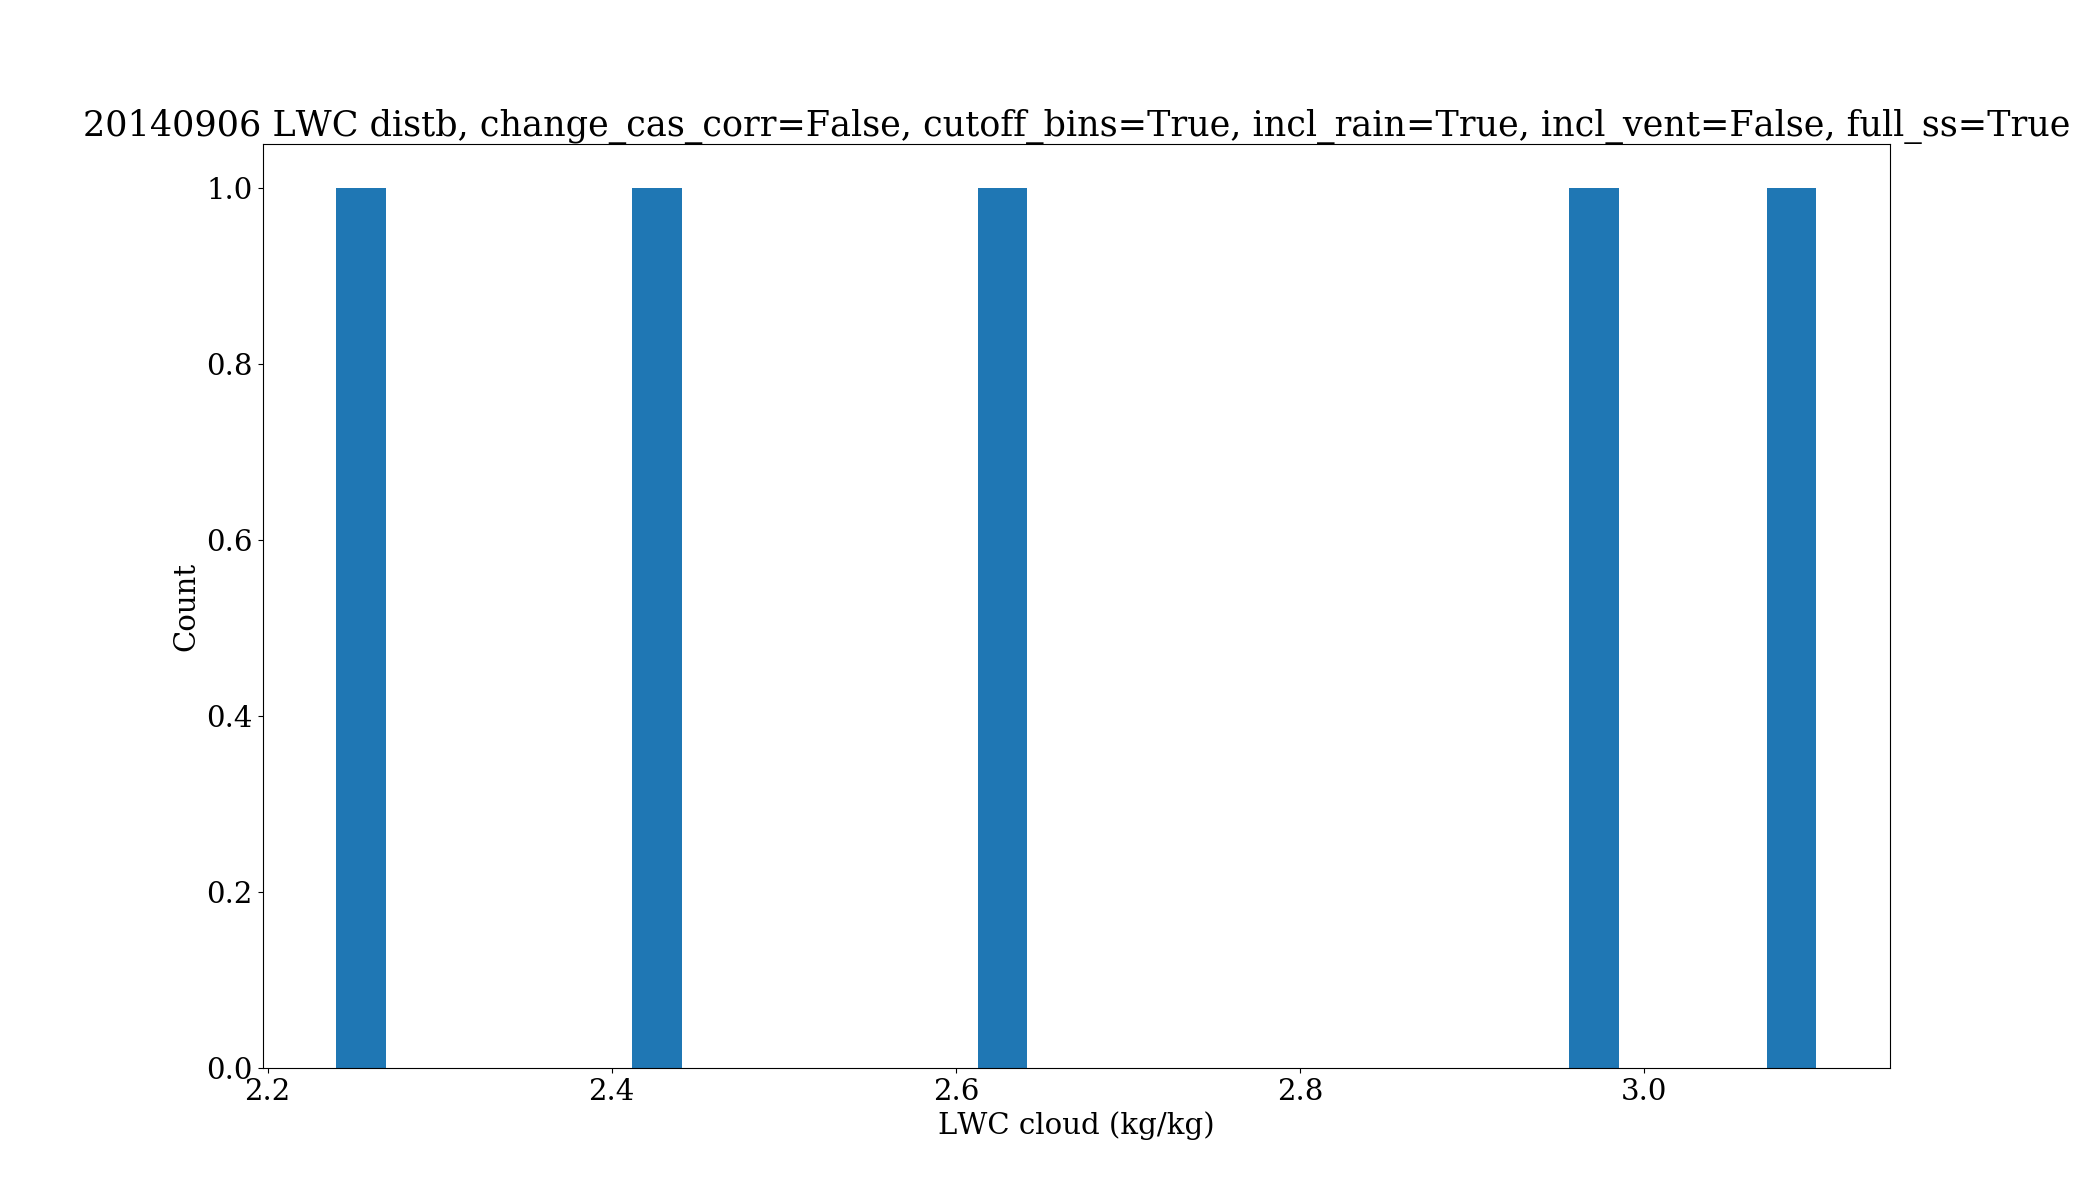 20140906 LWC distb, change_cas_corr=False, cutoff_bins=True, incl_rain=True, incl_vent=False, full_ss=True
1.0
0.8
0.6
0.4
0.2
0.0
Count
2.2 2.4 2.6 2.8 3.0
LWC cloud (kg/kg)